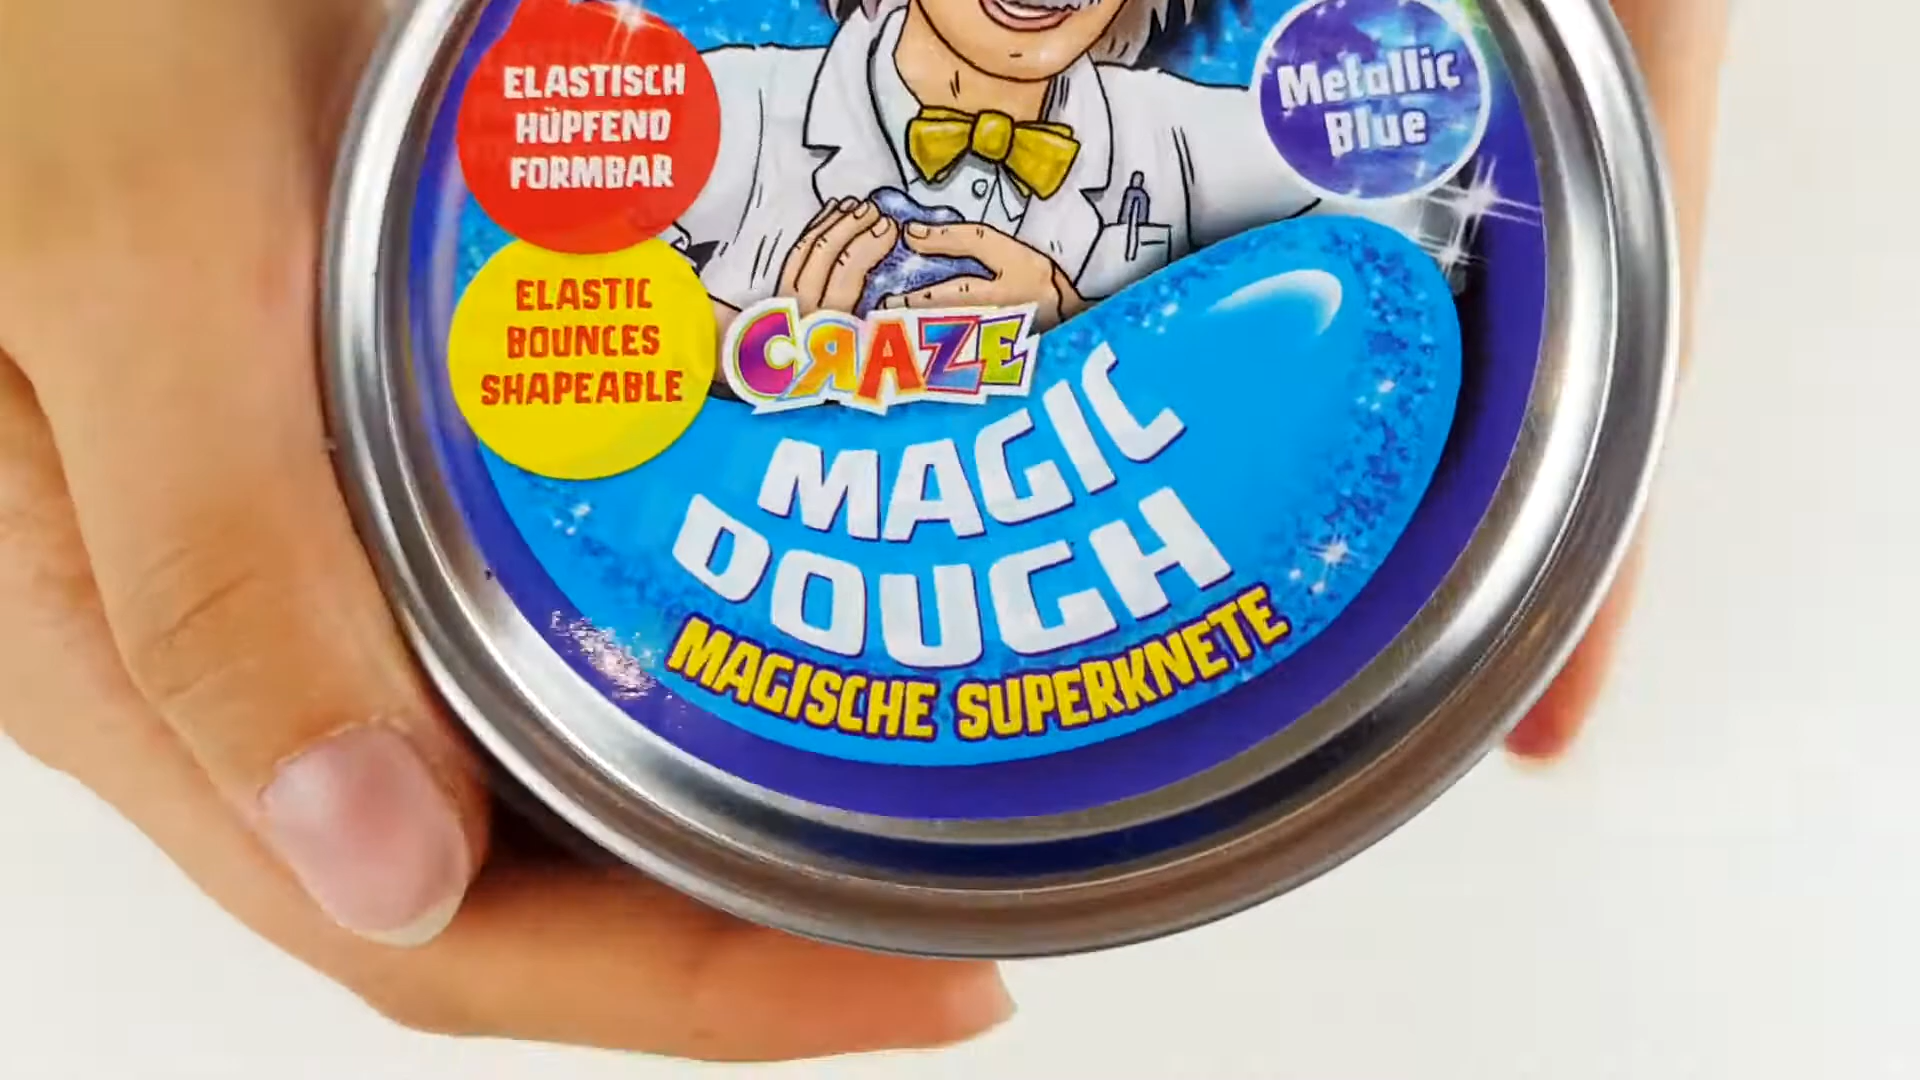 ELASTISCH
HÜPFEND
FORMBAR
Metallic
Blue
ELASTIC
BOUNCES
SHAPEABLE
CRAZE
MAGIC
DOUGH
MAGISCHE SUPERKNETE